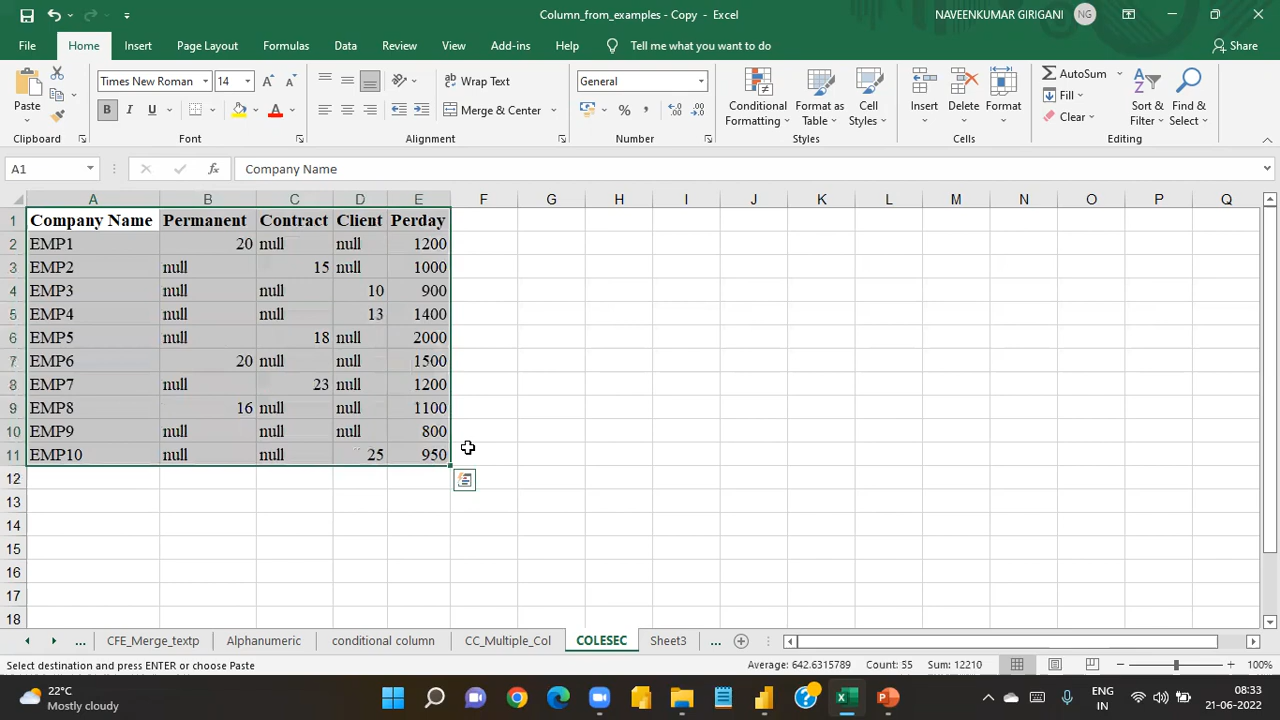 Column_from_examples - Copy - Excel
NAVEENKUMAR GIRIGANI NG
File Home Insert Page Layout Formulas Data Review View Add-ins Help Tell me what you want to do Share
Paste
Times New Roman 14
B I U A
Wrap Text
Merge & Center
General
% ,
Conditional Formatting
Format as Table
Cell Styles
Insert Delete Format
AutoSum
Fill
Clear
Sort & Filter
Find & Select
Clipboard Font Alignment Number Styles Cells Editing
A1 fx Company Name
A B C D E F G H I J K L M N O P Q
1 Company Name Permanent Contract Client Perday
2 EMP1 20 null null 1200
3 EMP2 null 15 null 1000
4 EMP3 null null 10 900
5 EMP4 null null 13 1400
6 EMP5 null 18 null 2000
7 EMP6 20 null null 1500
8 EMP7 null 23 null 1200
9 EMP8 16 null null 1100
10 EMP9 null null null 800
11 EMP10 null null 25 950
12
13
14
15
16
17
18
... CFE_Merge_textp Alphanumeric conditional column CC_Multiple_Col COLESEC Sheet3 ...
Select destination and press ENTER or choose Paste Average: 642.6315789 Count: 55 Sum: 12210 100%
22°C
Mostly cloudy
ENG
IN
08:33
21-06-2022